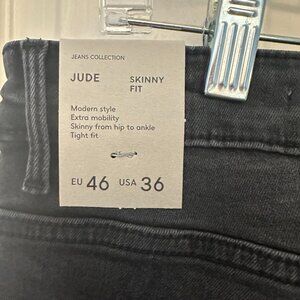 JEANS COLLECTION
JUDE SKINNY
FIT
Modern style
Extra mobility
Skinny from hip to ankle
Tight fit
EU 46 USA 36